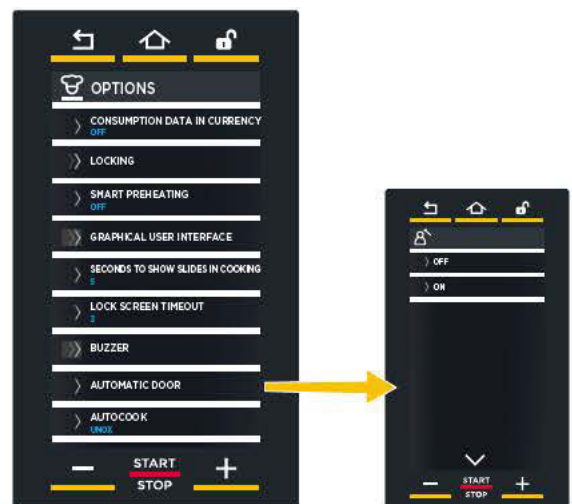 OPTIONS
CONSUMPTION DATA IN CURRENCY
OFF
LOCKING
SMART PREHEATING
OFF
GRAPHICAL USER INTERFACE
SECONDS TO SHOW SLIDES IN COOKING
5
LOCK SCREEN TIMEOUT
3
BUZZER
AUTOMATIC DOOR
AUTOCOOK
UNOX
START
STOP
OFF
ON
START
STOP